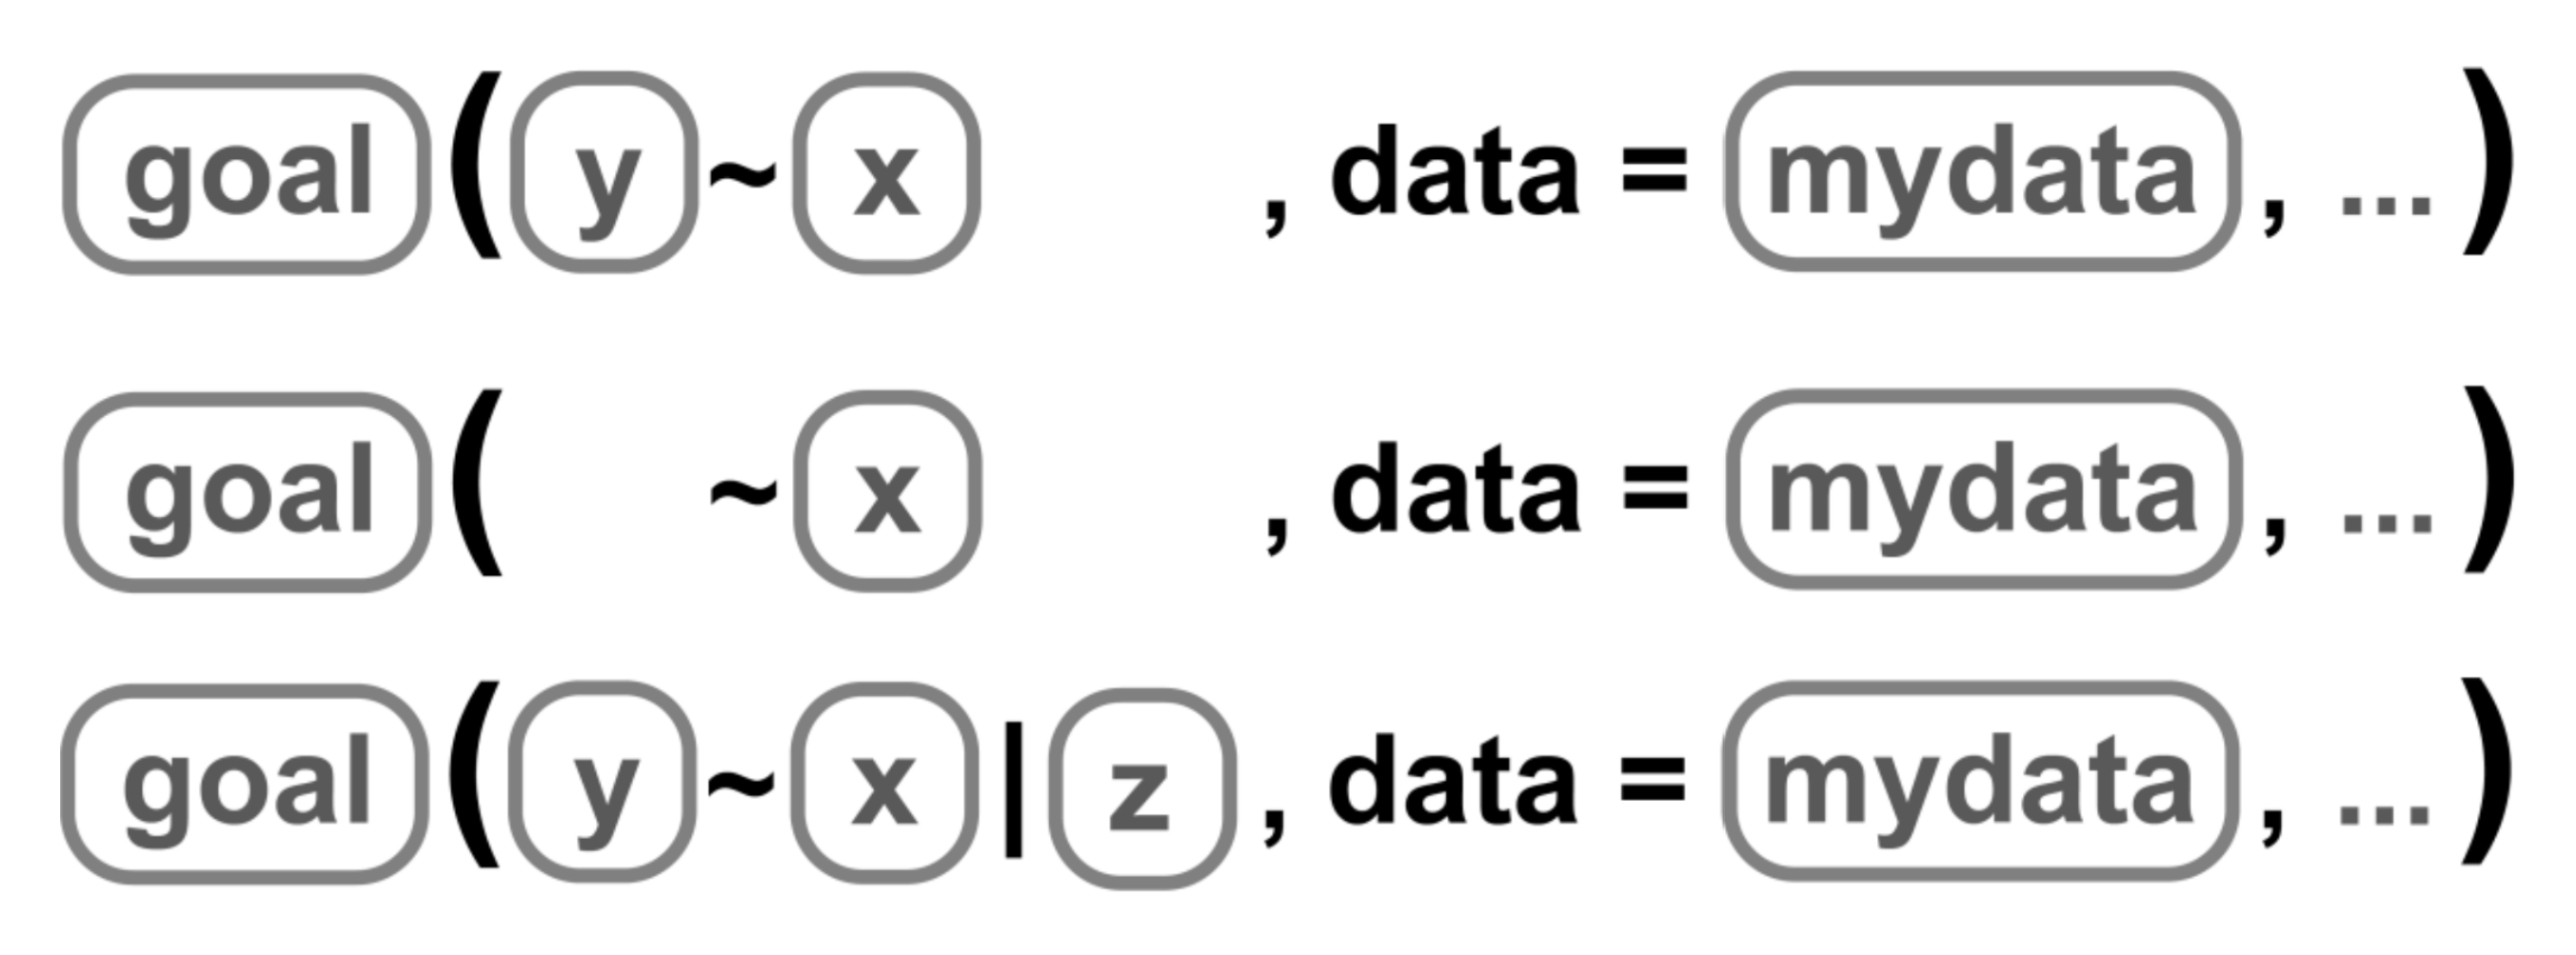 goal ( y ~ x , data = mydata , ... )
goal ( ~ x , data = mydata , ... )
goal ( y ~ x | z , data = mydata , ... )